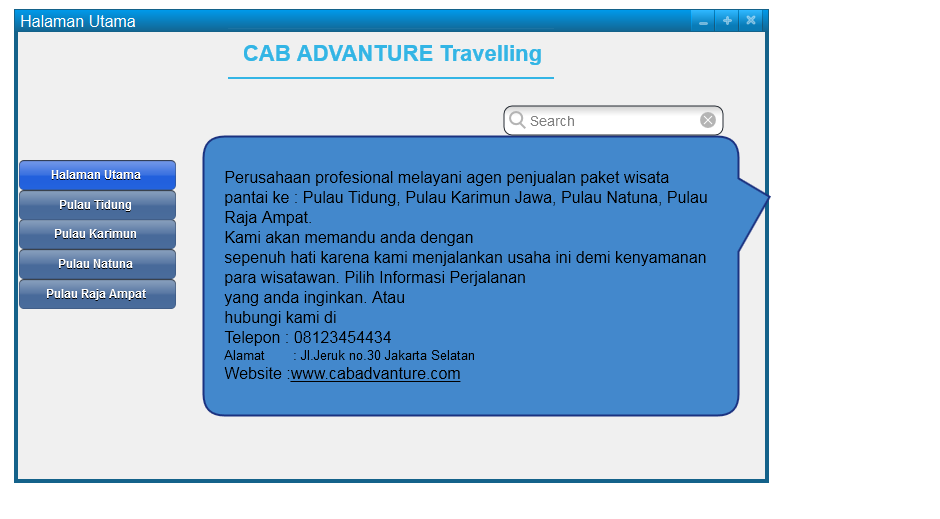 Halaman Utama
CAB ADVANTURE Travelling
Search
Halaman Utama
Pulau Tidung
Pulau Karimun
Pulau Natuna
Pulau Raja Ampat
Perusahaan profesional melayani agen penjualan paket wisata
pantai ke : Pulau Tidung, Pulau Karimun Jawa, Pulau Natuna, Pulau
Raja Ampat.
Kami akan memandu anda dengan
sepenuh hati karena kami menjalankan usaha ini demi kenyamanan
para wisatawan. Pilih Informasi Perjalanan
yang anda inginkan. Atau
hubungi kami di
Telepon : 08123454434
Alamat : Jl.Jeruk no.30 Jakarta Selatan
Website :www.cabadvanture.com